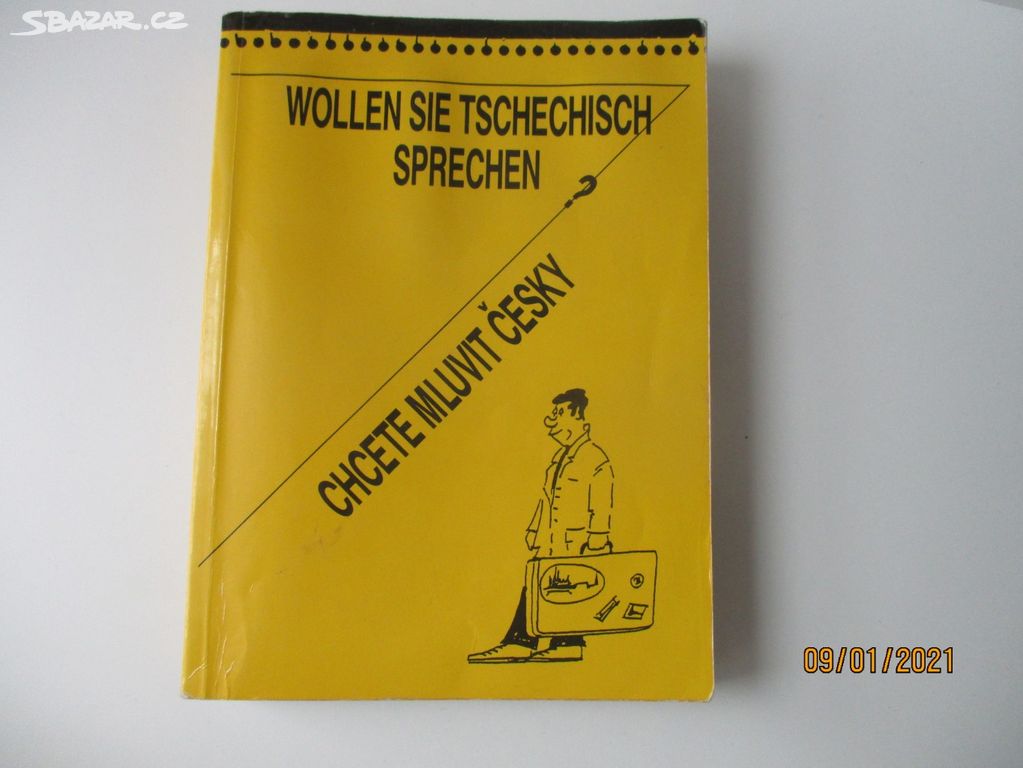 SBAZAR.CZ
WOLLEN SIE TSCHECHISCH
SPRECHEN
?
CHCETE MLUVIT ČESKY
09/01/2021